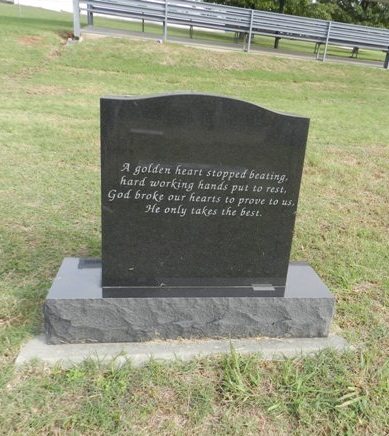 A golden heart stopped beating,
hard working hands put to rest,
God broke our hearts to prove to us,
He only takes the best.